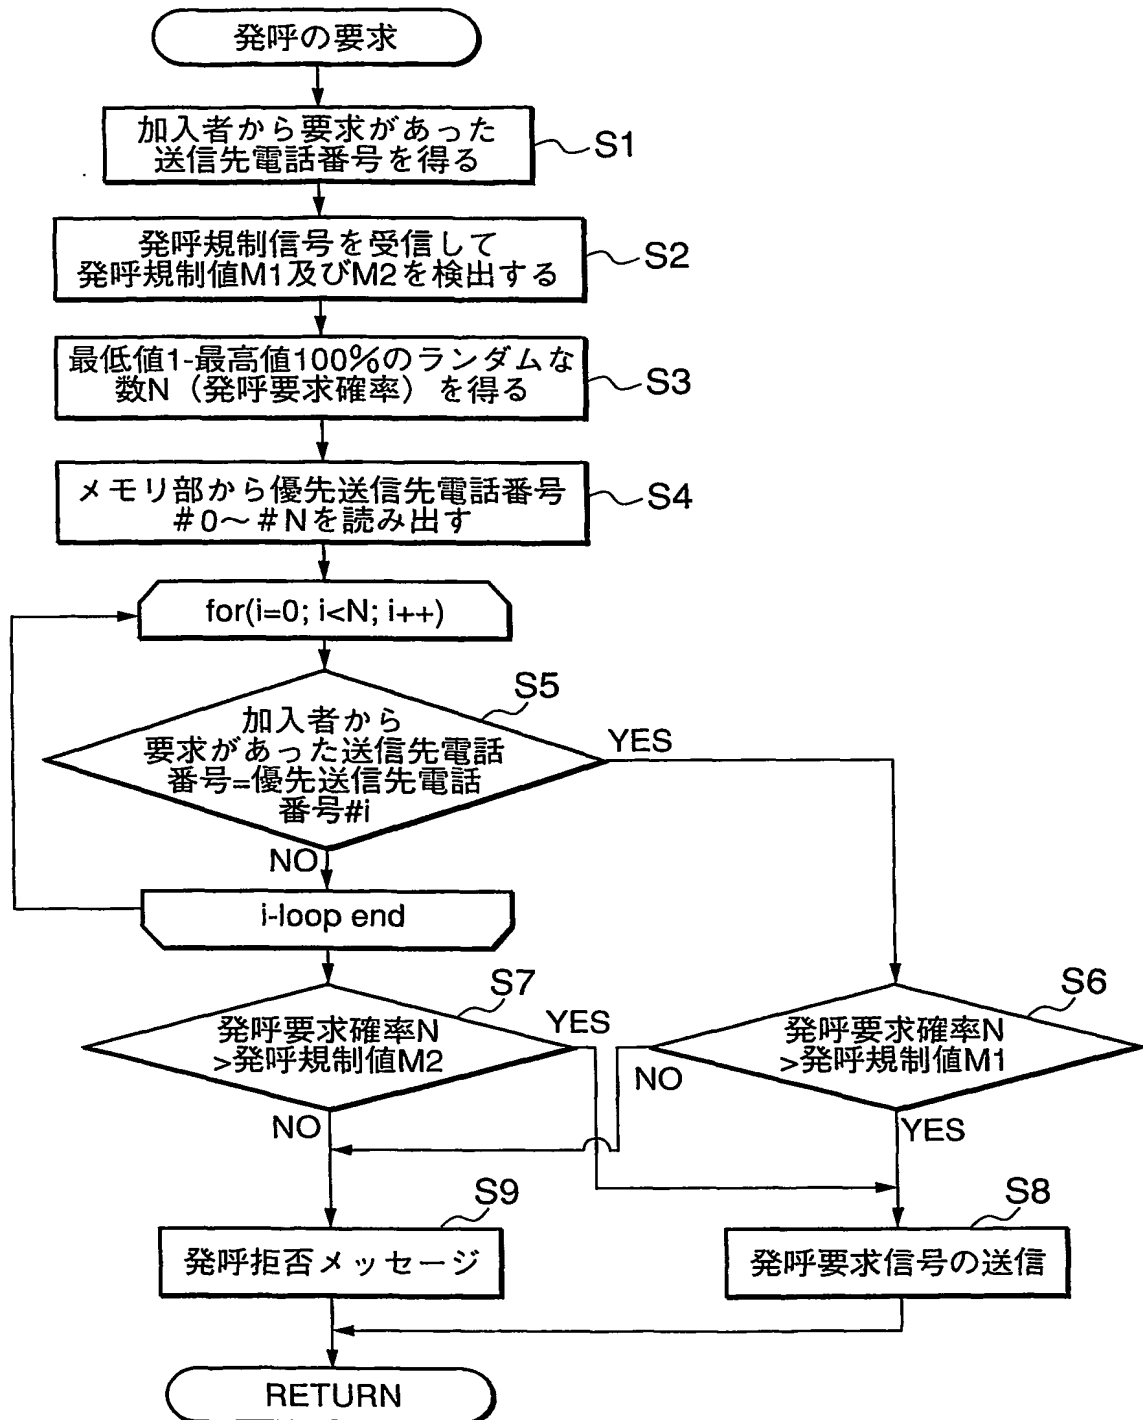 発呼の要求
加入者から要求があった
送信先電話番号を得る
S1
発呼規制信号を受信して
発呼規制値M1及びM2を検出する
S2
最低値1-最高値100%のランダムな
数N（発呼要求確率）を得る
S3
メモリ部から優先送信先電話番号
#0～#Nを読み出す
S4
for(i=0; i<N; i++)
S5
加入者から
要求があった送信先電話
番号=優先送信先電話
番号#i
YES
NO
i-loop end
S7
発呼要求確率N
>発呼規制値M2
YES
NO
S6
発呼要求確率N
>発呼規制値M1
NO
YES
S9
発呼拒否メッセージ
S8
発呼要求信号の送信
RETURN